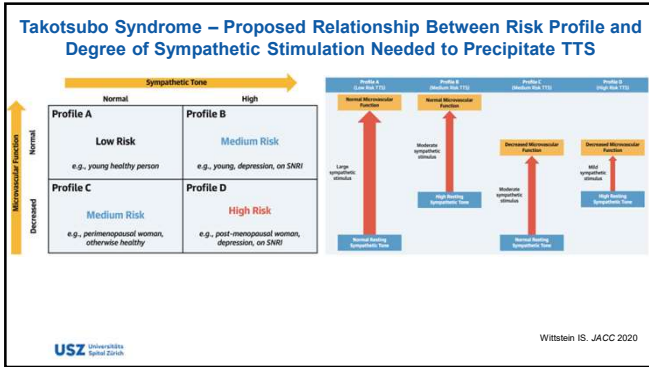 Takotsubo Syndrome – Proposed Relationship Between Risk Profile and
Degree of Sympathetic Stimulation Needed to Precipitate TTS
Sympathetic Tone
Normal
High
Microvascular Function
Normal
Decreased
Profile A
Low Risk
e.g., young healthy person
Profile B
Medium Risk
e.g., young, depression, on SNRI
Profile C
Medium Risk
e.g., perimenopausal woman,
otherwise healthy
Profile D
High Risk
e.g., post-menopausal woman,
depression, on SNRI
Profile A
(Low Risk TTS)
Profile B
(Medium Risk TTS)
Profile C
(Medium Risk TTS)
Profile D
(High Risk TTS)
Normal Microvascular
Function
Large
sympathetic
stimulus
Normal Resting
Sympathetic Tone
Normal Microvascular
Function
Moderate
sympathetic
stimulus
High Resting
Sympathetic Tone
Decreased Microvascular
Function
Moderate
sympathetic
stimulus
Normal Resting
Sympathetic Tone
Decreased Microvascular
Function
Mild
sympathetic
stimulus
High Resting
Sympathetic Tone
Wittstein IS. JACC 2020
USZ Universitäts
Spital Zürich